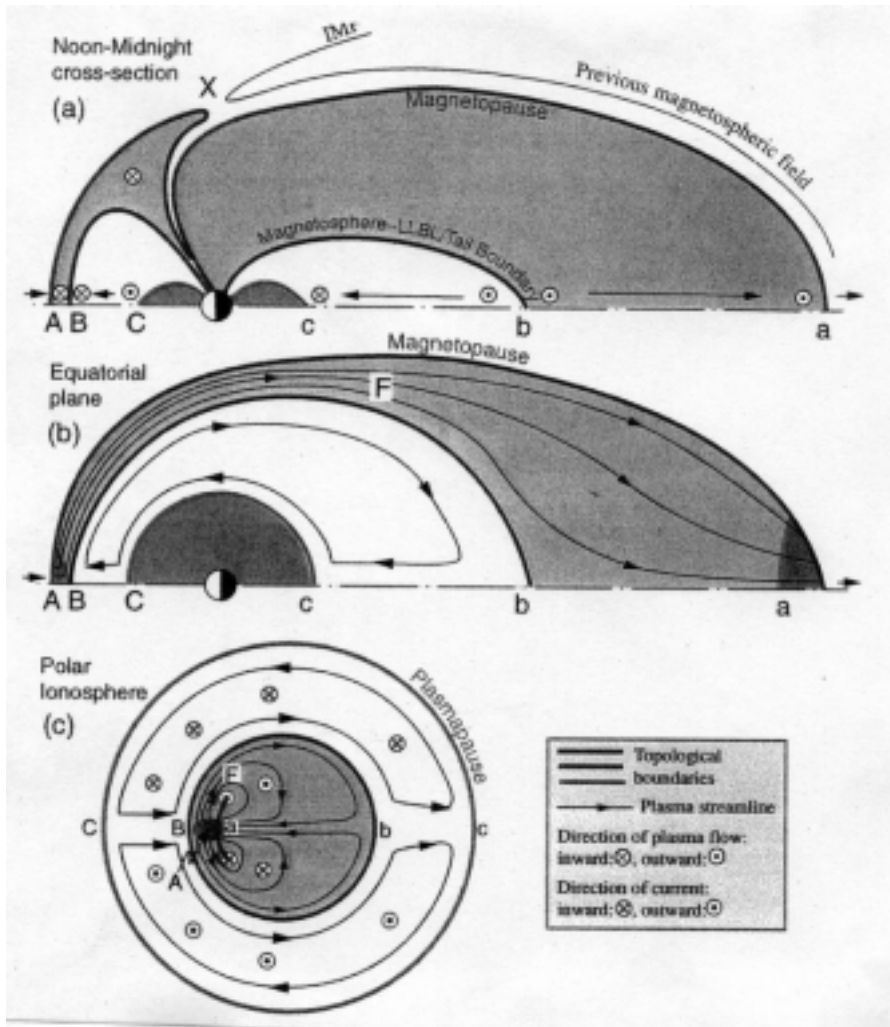 Noon-Midnight
cross-section
(a)
X
IMF
Previous magnetospheric field
Magnetopause
Magnetosphere-LLBL/Tail Boundary
A B C c b a
Magnetopause
Equatorial
plane
(b)
F
A B C c b a
Polar
Ionosphere
(c)
Plasmapause
F
C B a b c
A
Topological
boundaries
Plasma streamline
Direction of plasma flow:
inward:⊗, outward:⊙
Direction of current:
inward:⊗, outward:⊙